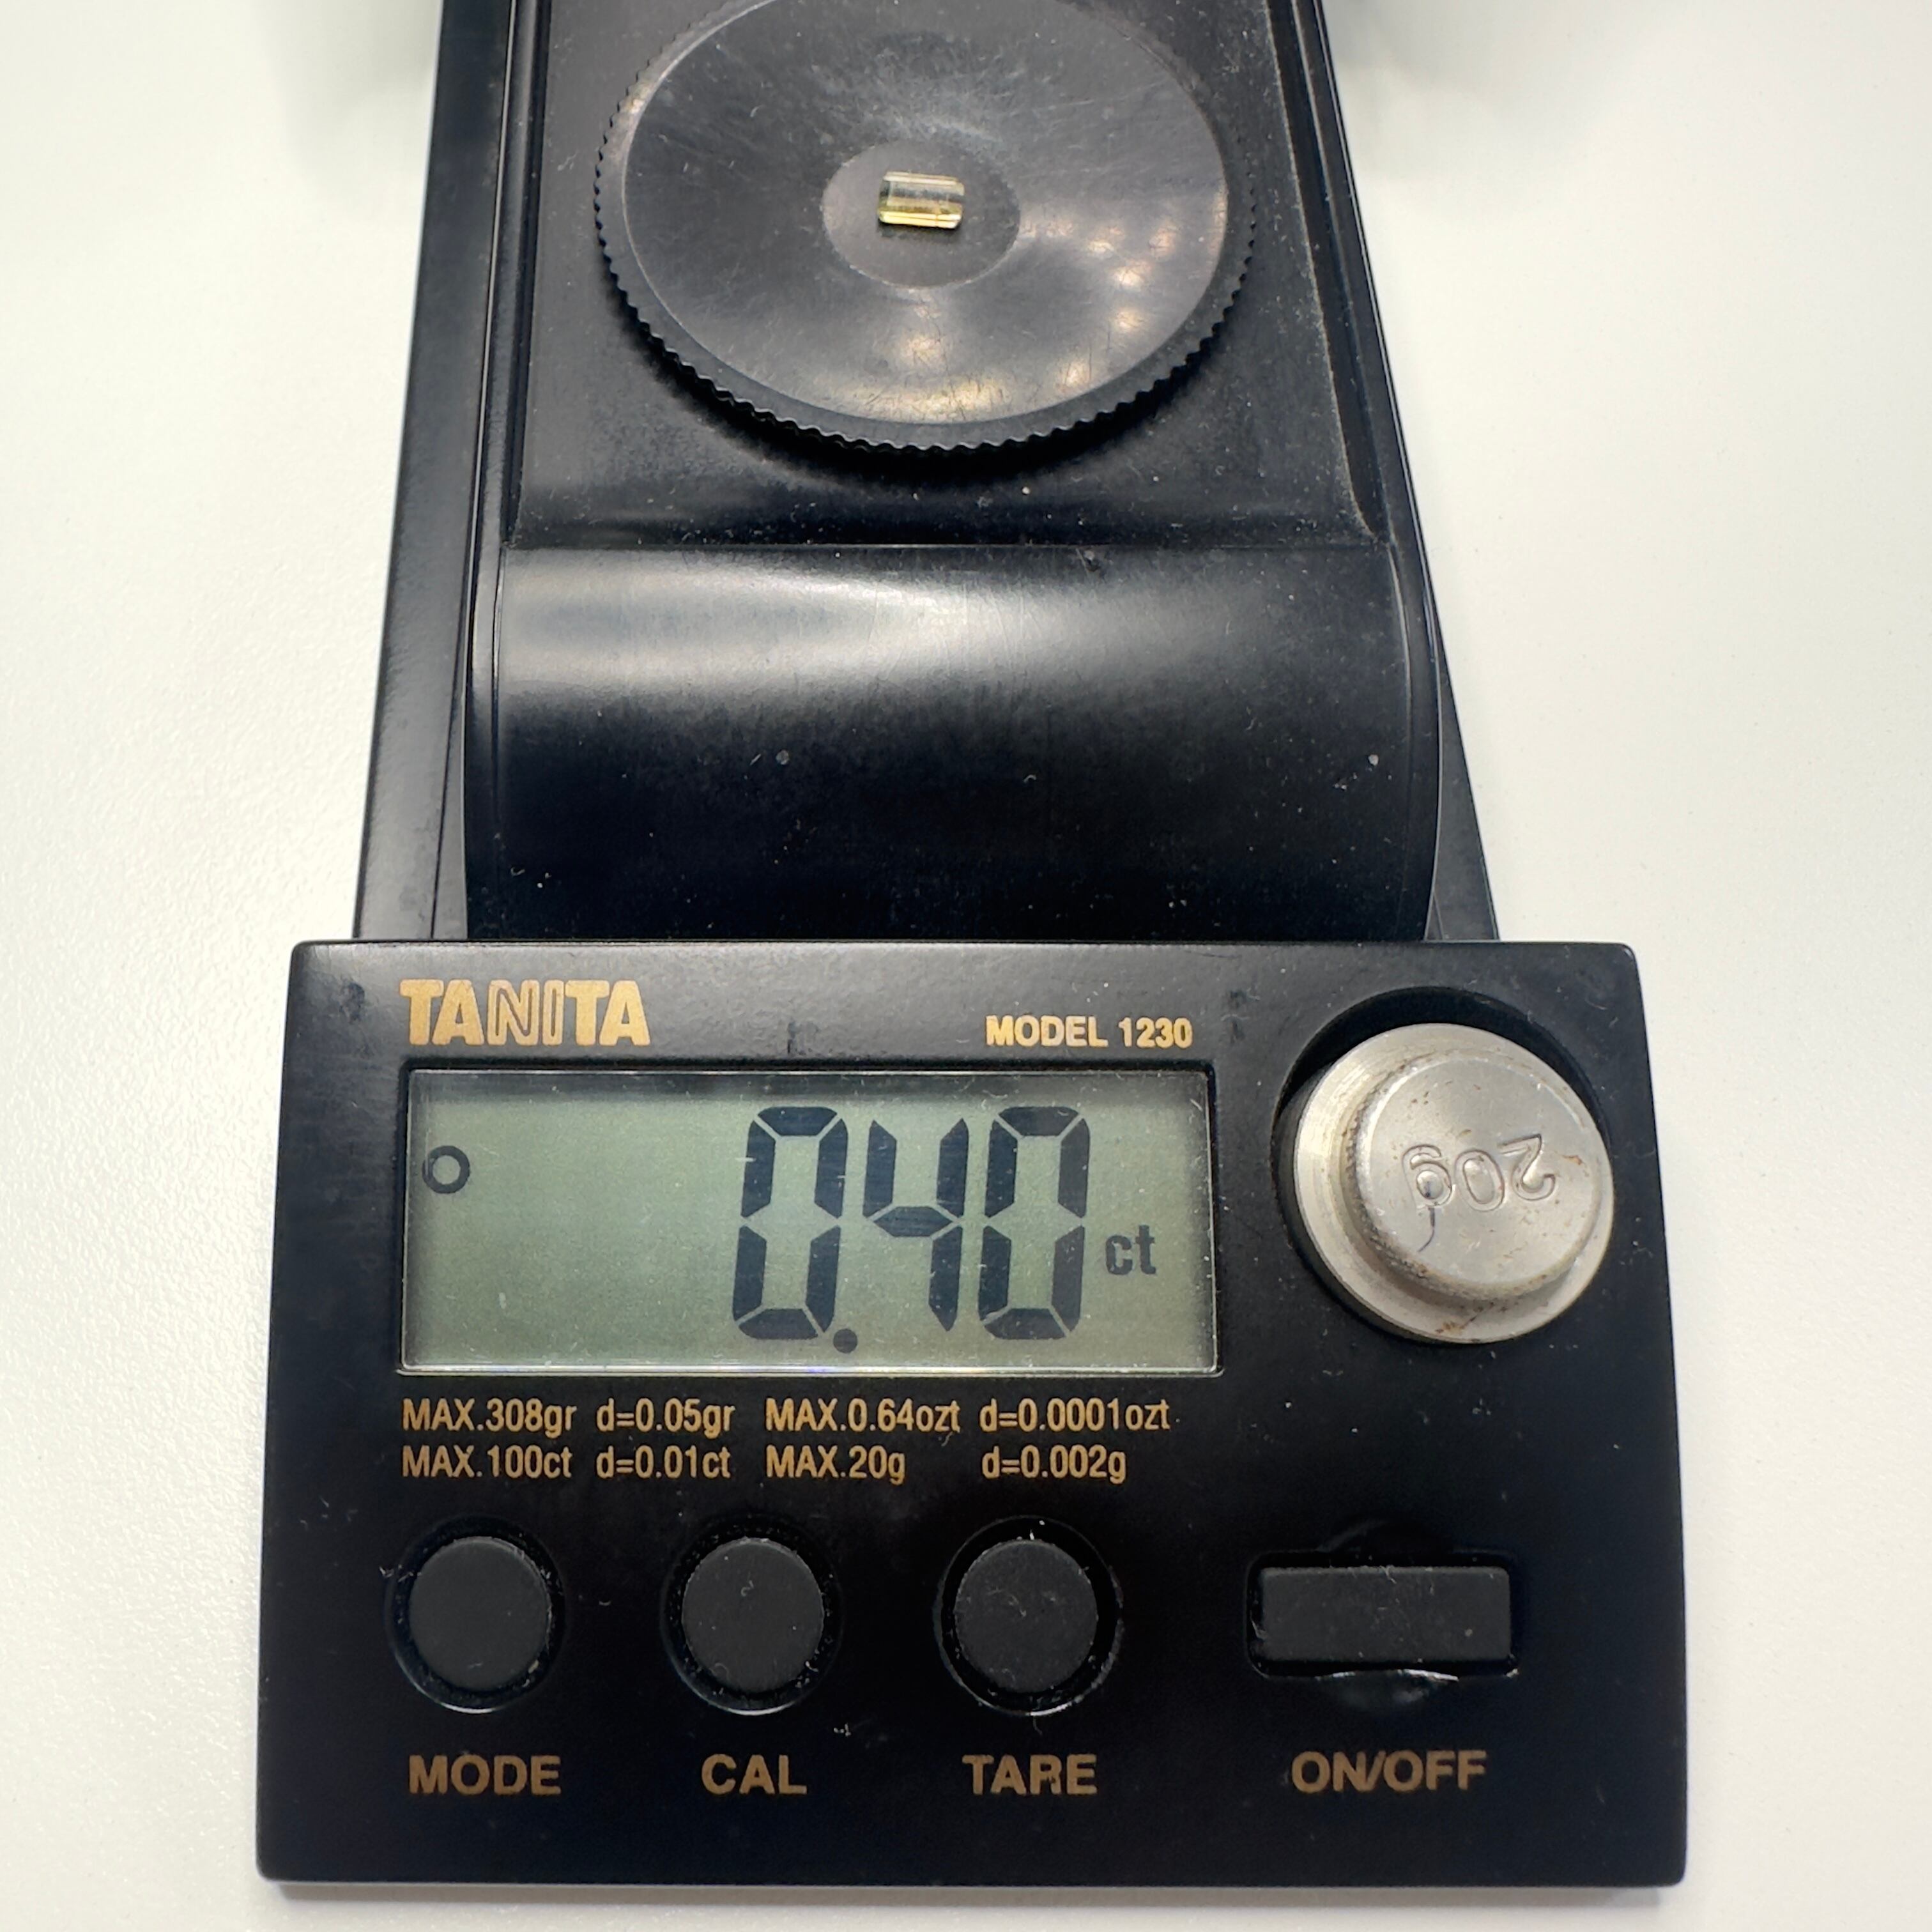 TANITA
MODEL 1230
0.40 ct
20g
MAX.308gr d=0.05gr MAX.0.64ozt d=0.0001ozt
MAX.100ct d=0.01ct MAX.20g d=0.002g
MODE CAL TARE ON/OFF